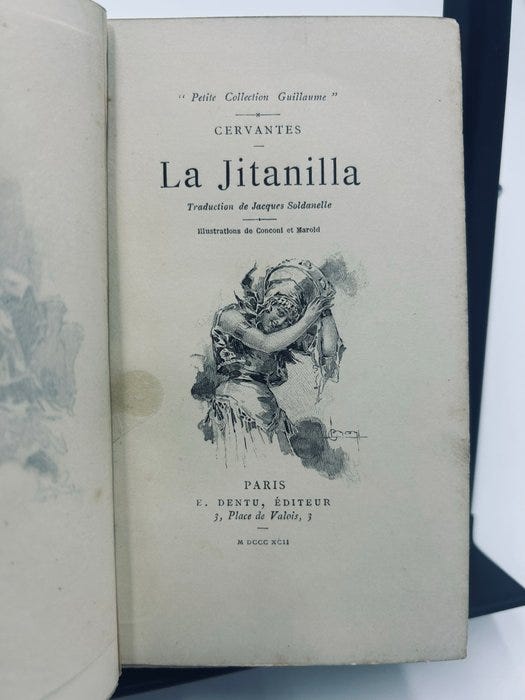 " Petite Collection Guillaume "
CERVANTES
La Jitanilla
Traduction de Jacques Soldanelle
Illustrations de Conconi et Marold
PARIS
E. DENTU, ÉDITEUR
3, Place de Valois, 3
M DCCC XCII